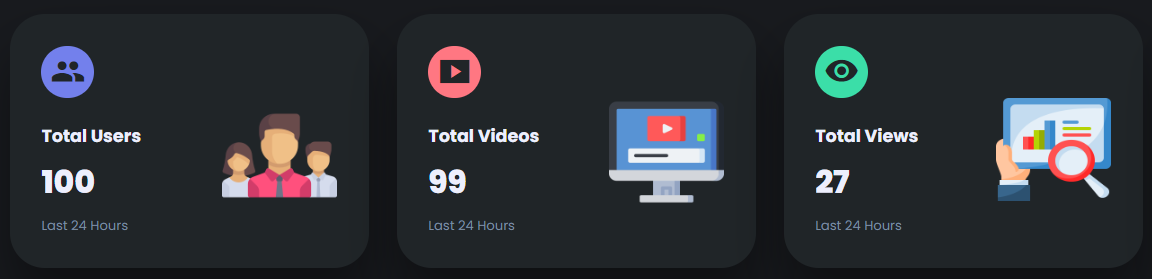 Total Users
100
Last 24 Hours
Total Videos
99
Last 24 Hours
Total Views
27
Last 24 Hours